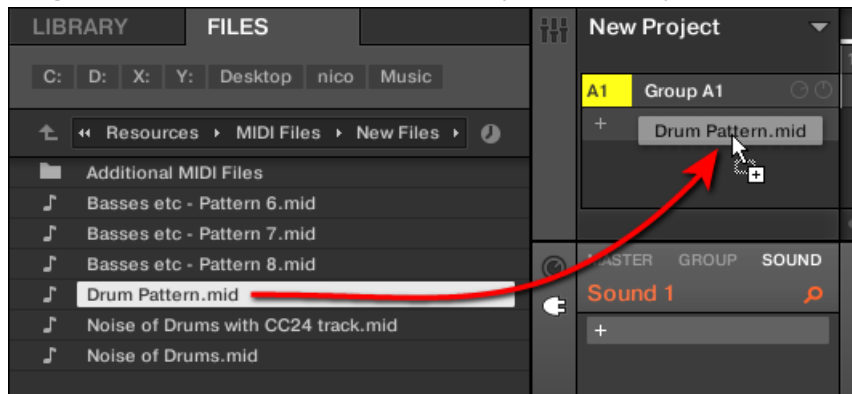 LIBRARY FILES
C: D: X: Y: Desktop nico Music
Resources MIDI Files New Files
Additional MIDI Files
Basses etc - Pattern 6.mid
Basses etc - Pattern 7.mid
Basses etc - Pattern 8.mid
Drum Pattern.mid
Noise of Drums with CC24 track.mid
Noise of Drums.mid
New Project
A1 Group A1
+ Drum Pattern.mid
MASTER GROUP SOUND
Sound 1
+